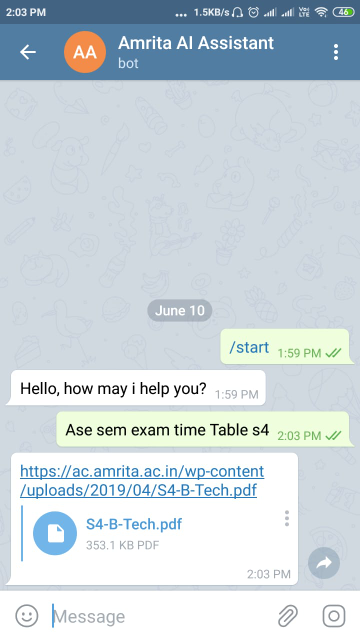 2:03 PM
... 1.5KB/s VoLTE 46
AA
Amrita AI Assistant
bot
June 10
/start 1:59 PM
Hello, how may i help you? 1:59 PM
Ase sem exam time Table s4 2:03 PM
https://ac.amrita.ac.in/wp-content
/uploads/2019/04/S4-B-Tech.pdf
S4-B-Tech.pdf
353.1 KB PDF
2:03 PM
Message